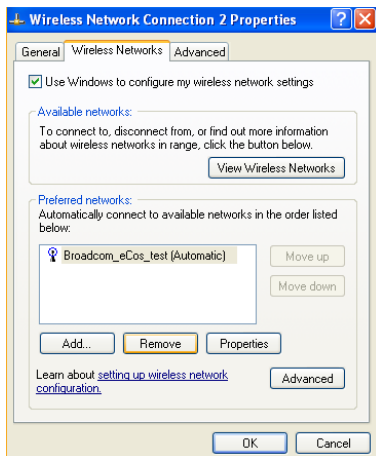 Wireless Network Connection 2 Properties
General Wireless Networks Advanced
Use Windows to configure my wireless network settings
Available networks:
To connect to, disconnect from, or find out more information
about wireless networks in range, click the button below.
View Wireless Networks
Preferred networks:
Automatically connect to available networks in the order listed
below:
Broadcom_eCos_test (Automatic)
Move up
Move down
Add... Remove Properties
Learn about setting up wireless network
configuration.
Advanced
OK Cancel